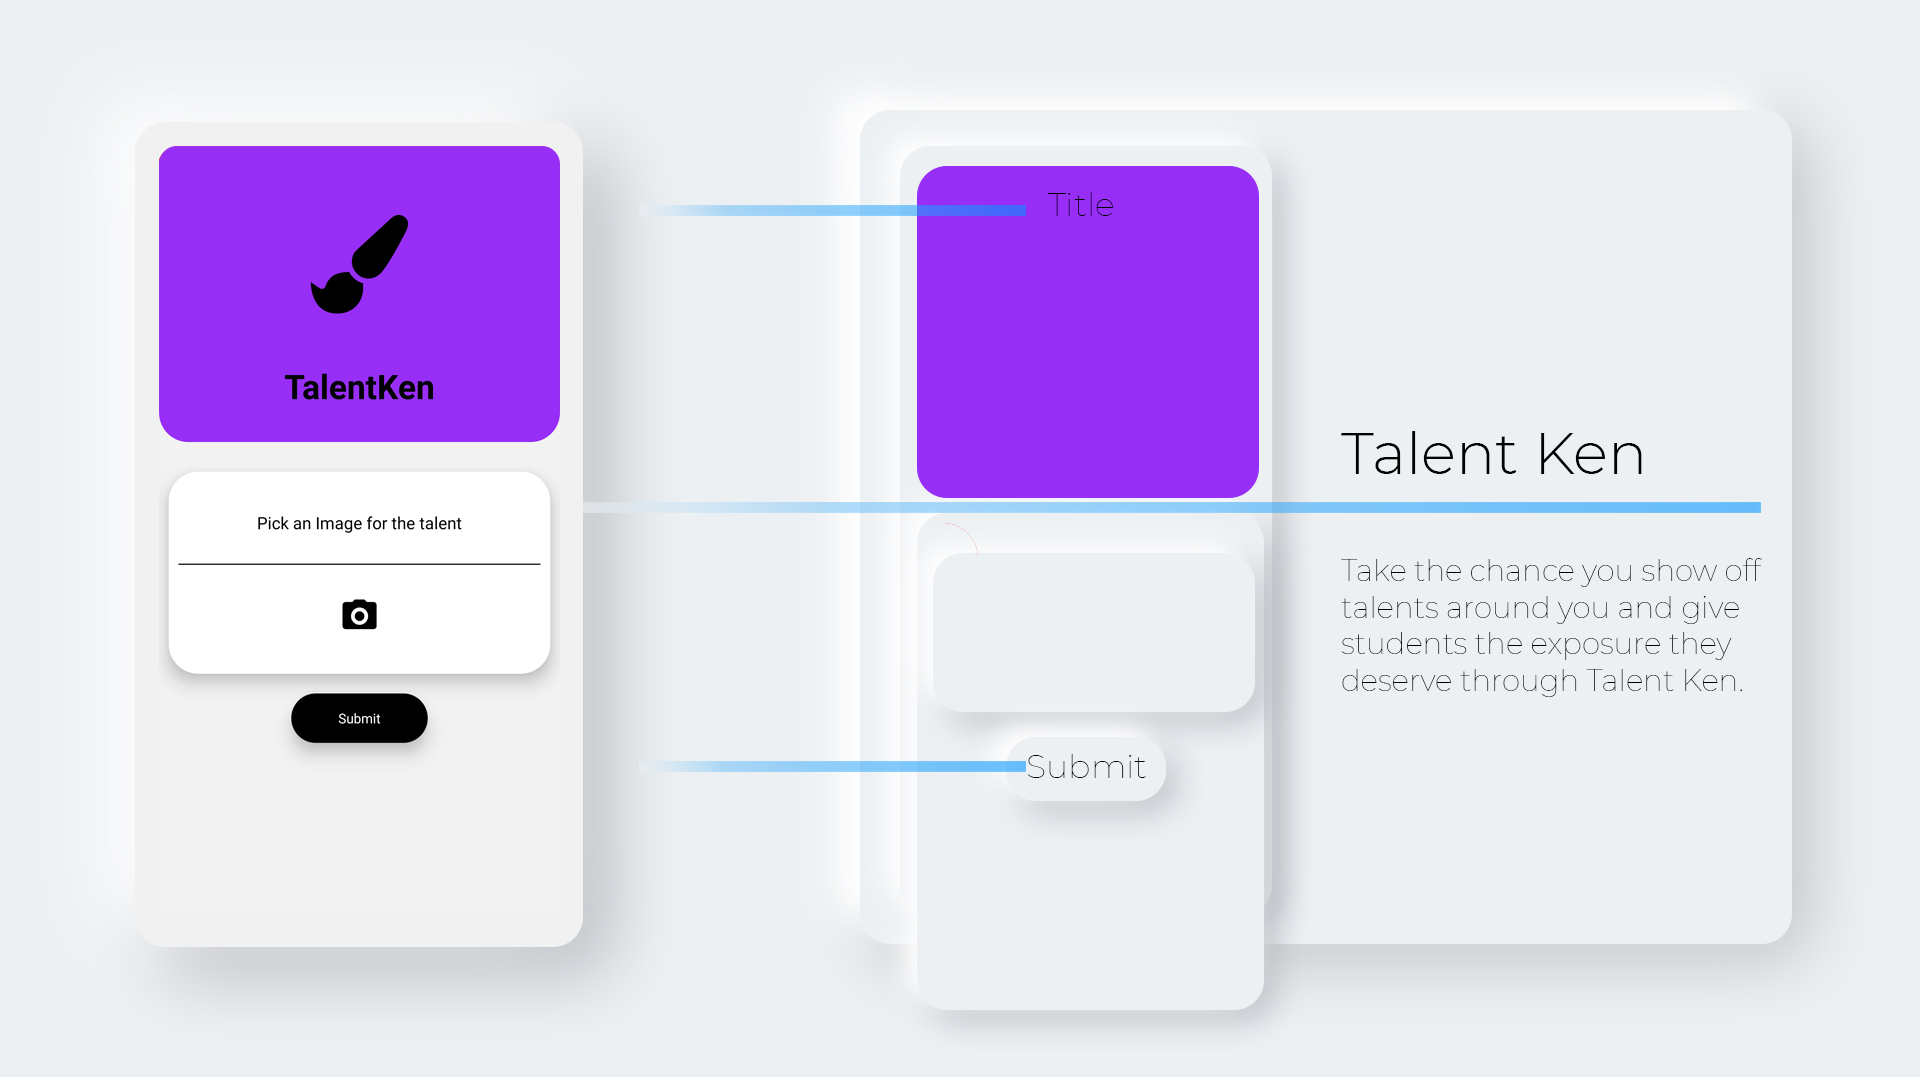 TalentKen
Pick an Image for the talent
Submit
Title
Submit
Talent Ken
Take the chance you show off
talents around you and give
students the exposure they
deserve through Talent Ken.